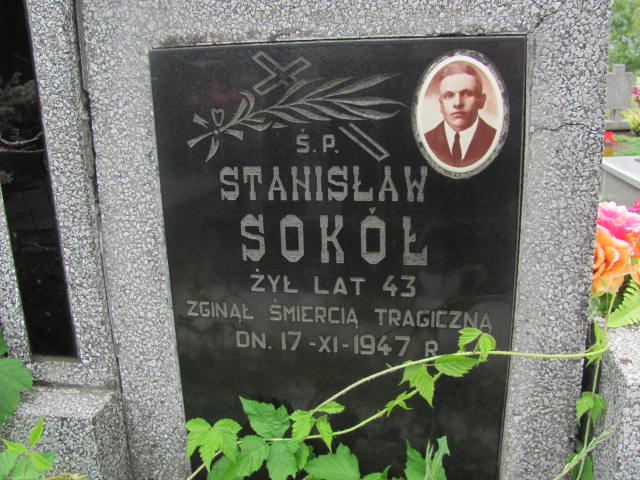 Ś.P.
STANISŁAW
SOKÓŁ
ŻYŁ LAT 43
ZGINĄŁ ŚMIERCIĄ TRAGICZNĄ
DN. 17-XI-1947 R